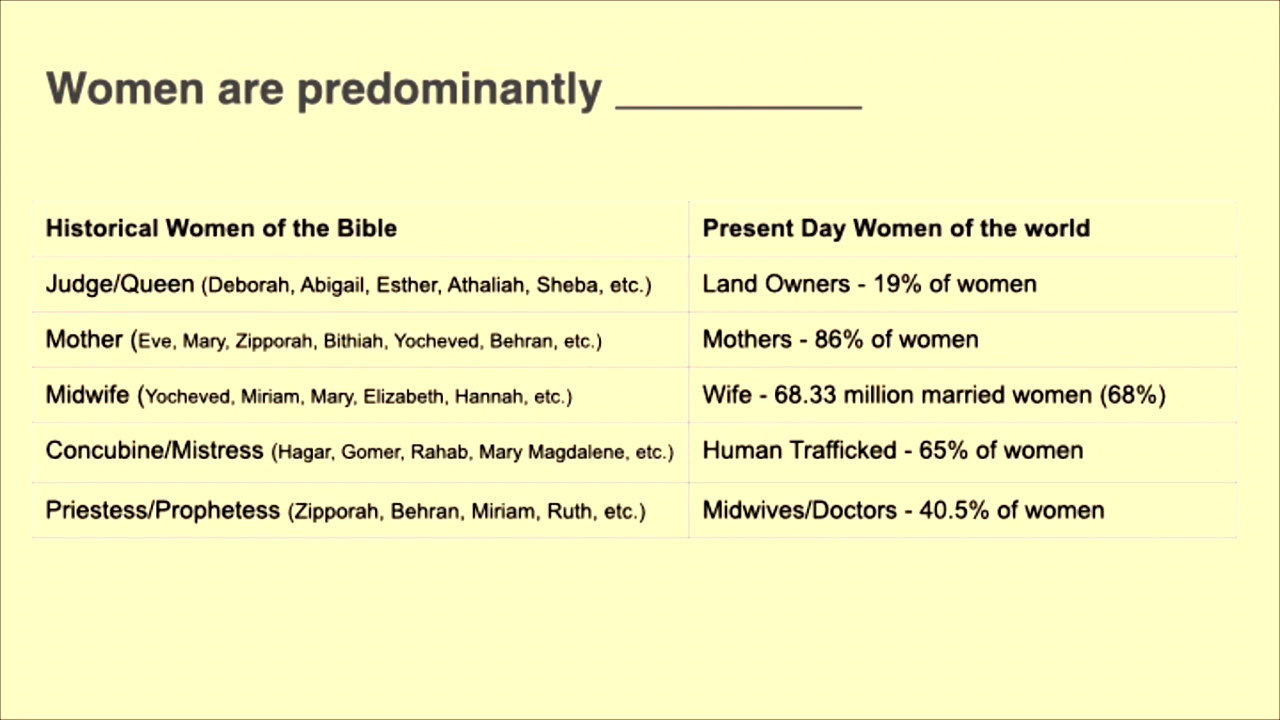 Women are predominantly __________
Historical Women of the Bible
Present Day Women of the world
Judge/Queen (Deborah, Abigail, Esther, Athaliah, Sheba, etc.)
Land Owners - 19% of women
Mother (Eve, Mary, Zipporah, Bithiah, Yocheved, Behran, etc.)
Mothers - 86% of women
Midwife (Yocheved, Miriam, Mary, Elizabeth, Hannah, etc.)
Wife - 68.33 million married women (68%)
Concubine/Mistress (Hagar, Gomer, Rahab, Mary Magdalene, etc.)
Human Trafficked - 65% of women
Priestess/Prophetess (Zipporah, Behran, Miriam, Ruth, etc.)
Midwives/Doctors - 40.5% of women